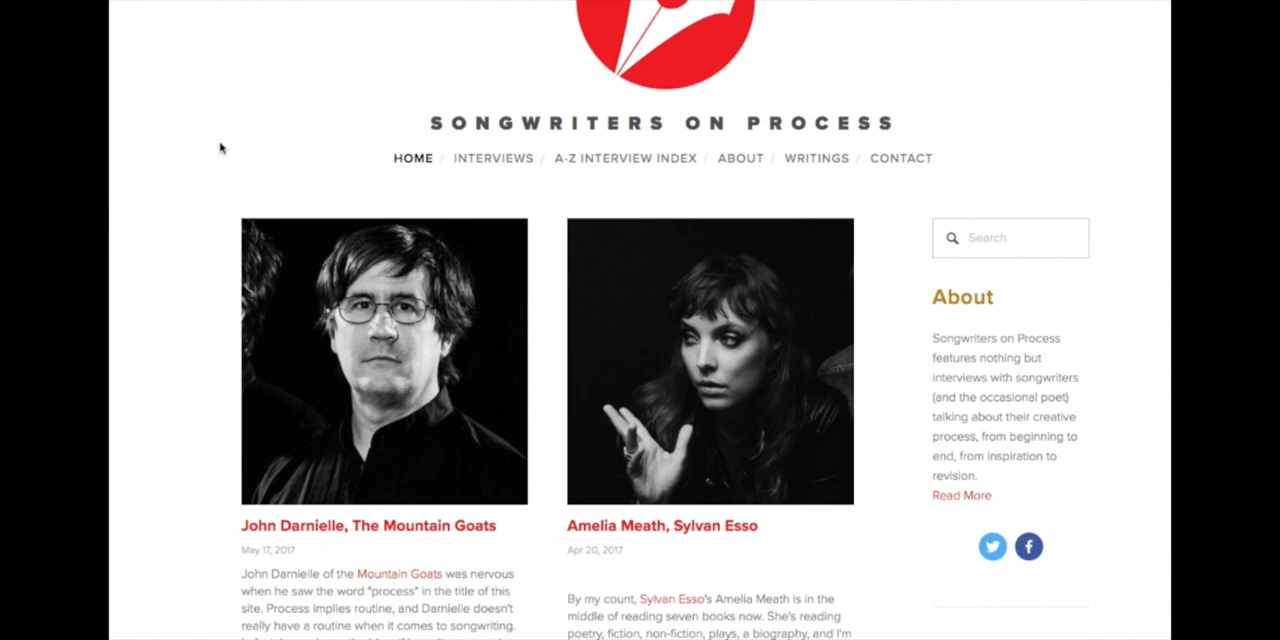 SONGWRITERS ON PROCESS
HOME / INTERVIEWS / A-Z INTERVIEW INDEX / ABOUT / WRITINGS / CONTACT
Search
John Darnielle, The Mountain Goats
May 17, 2017
John Darnielle of the Mountain Goats was nervous
when he saw the word "process" in the title of this
site. Process implies routine, and Darnielle doesn't
really have a routine when it comes to songwriting.
Amelia Meath, Sylvan Esso
Apr 20, 2017
By my count, Sylvan Esso's Amelia Meath is in the
middle of reading seven books now. She's reading
poetry, fiction, non-fiction, plays, a biography, and I'm
About
Songwriters on Process
features nothing but
interviews with songwriters
(and the occasional poet)
talking about their creative
process, from beginning to
end, from inspiration to
revision.
Read More